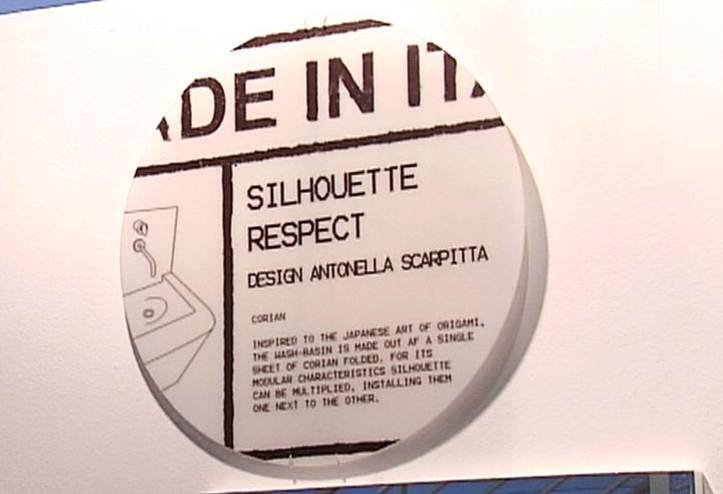 ADE IN IT
SILHOUETTE
RESPECT
DESIGN ANTONELLA SCARPITTA
CORIAN
INSPIRED TO THE JAPANESE ART OF ORIGAMI,
THE WASH-BASIN IS MADE OUT AF A SINGLE
SHEET OF CORIAN FOLDED. FOR ITS
MODULAR CHARACTERISTICS SILHOUETTE
CAN BE MULTIPLIED, INSTALLING THEM
ONE NEXT TO THE OTHER.